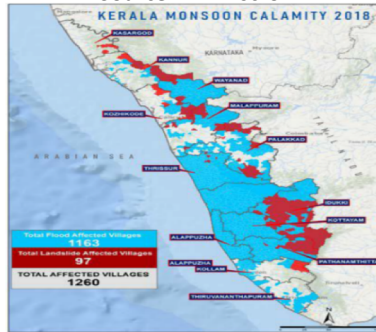 KERALA MONSOON CALAMITY 2018
KASARGOD
KARNATAKA
KANNUR
WAYANAD
MALAPPURAM
KOZHIKODE
PALAKKAD
ARABIAN SEA
THRISSUR
IDUKKI
KOTTAYAM
Total Flood Affected Villages
1163
Total Landslide Affected Villages
97
TOTAL AFFECTED VILLAGES
1260
ALAPPUZHA
PATHANAMTHITTA
ALAPPUZHA
KOLLAM
THIRUVANANTHAPURAM
N